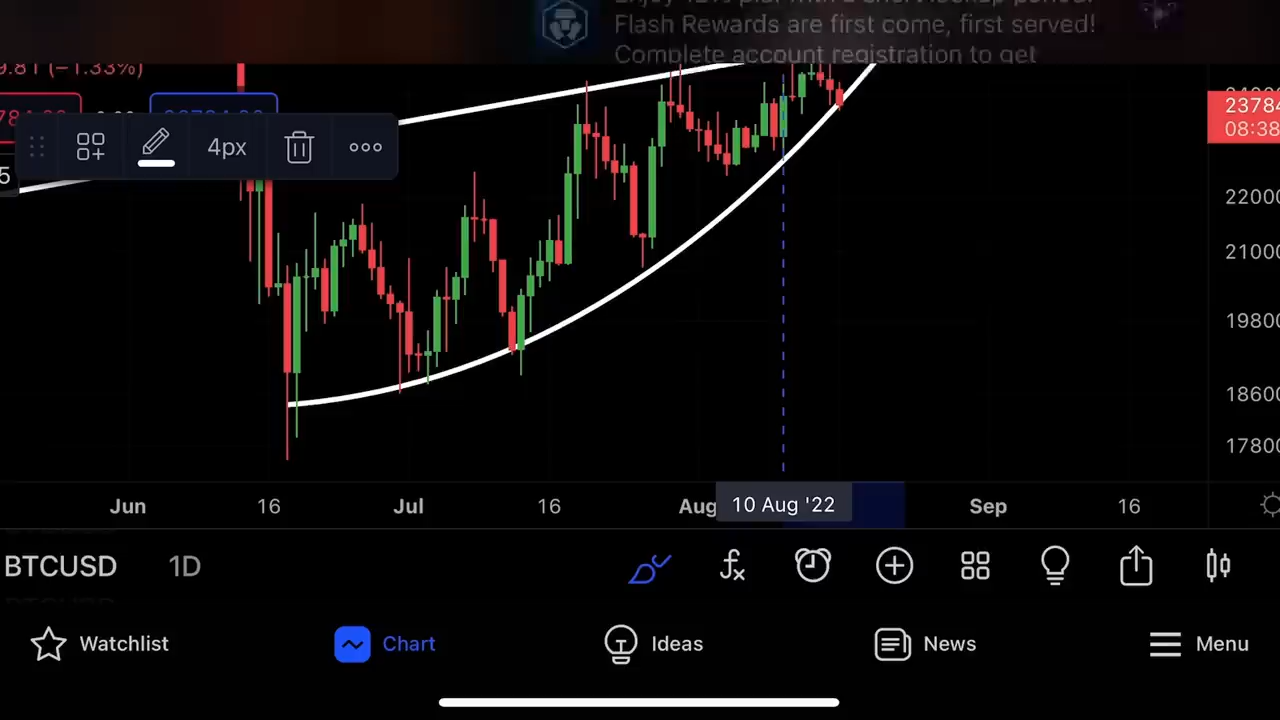 Flash Rewards are first come, first served!
Complete account registration to get
9.81 (−1.33%)
23784
08:38
4px
5
22000
21000
19800
18600
17800
Jun
16
Jul
16
Aug
10 Aug '22
Sep
16
BTCUSD
1D
Watchlist
Chart
Ideas
News
Menu